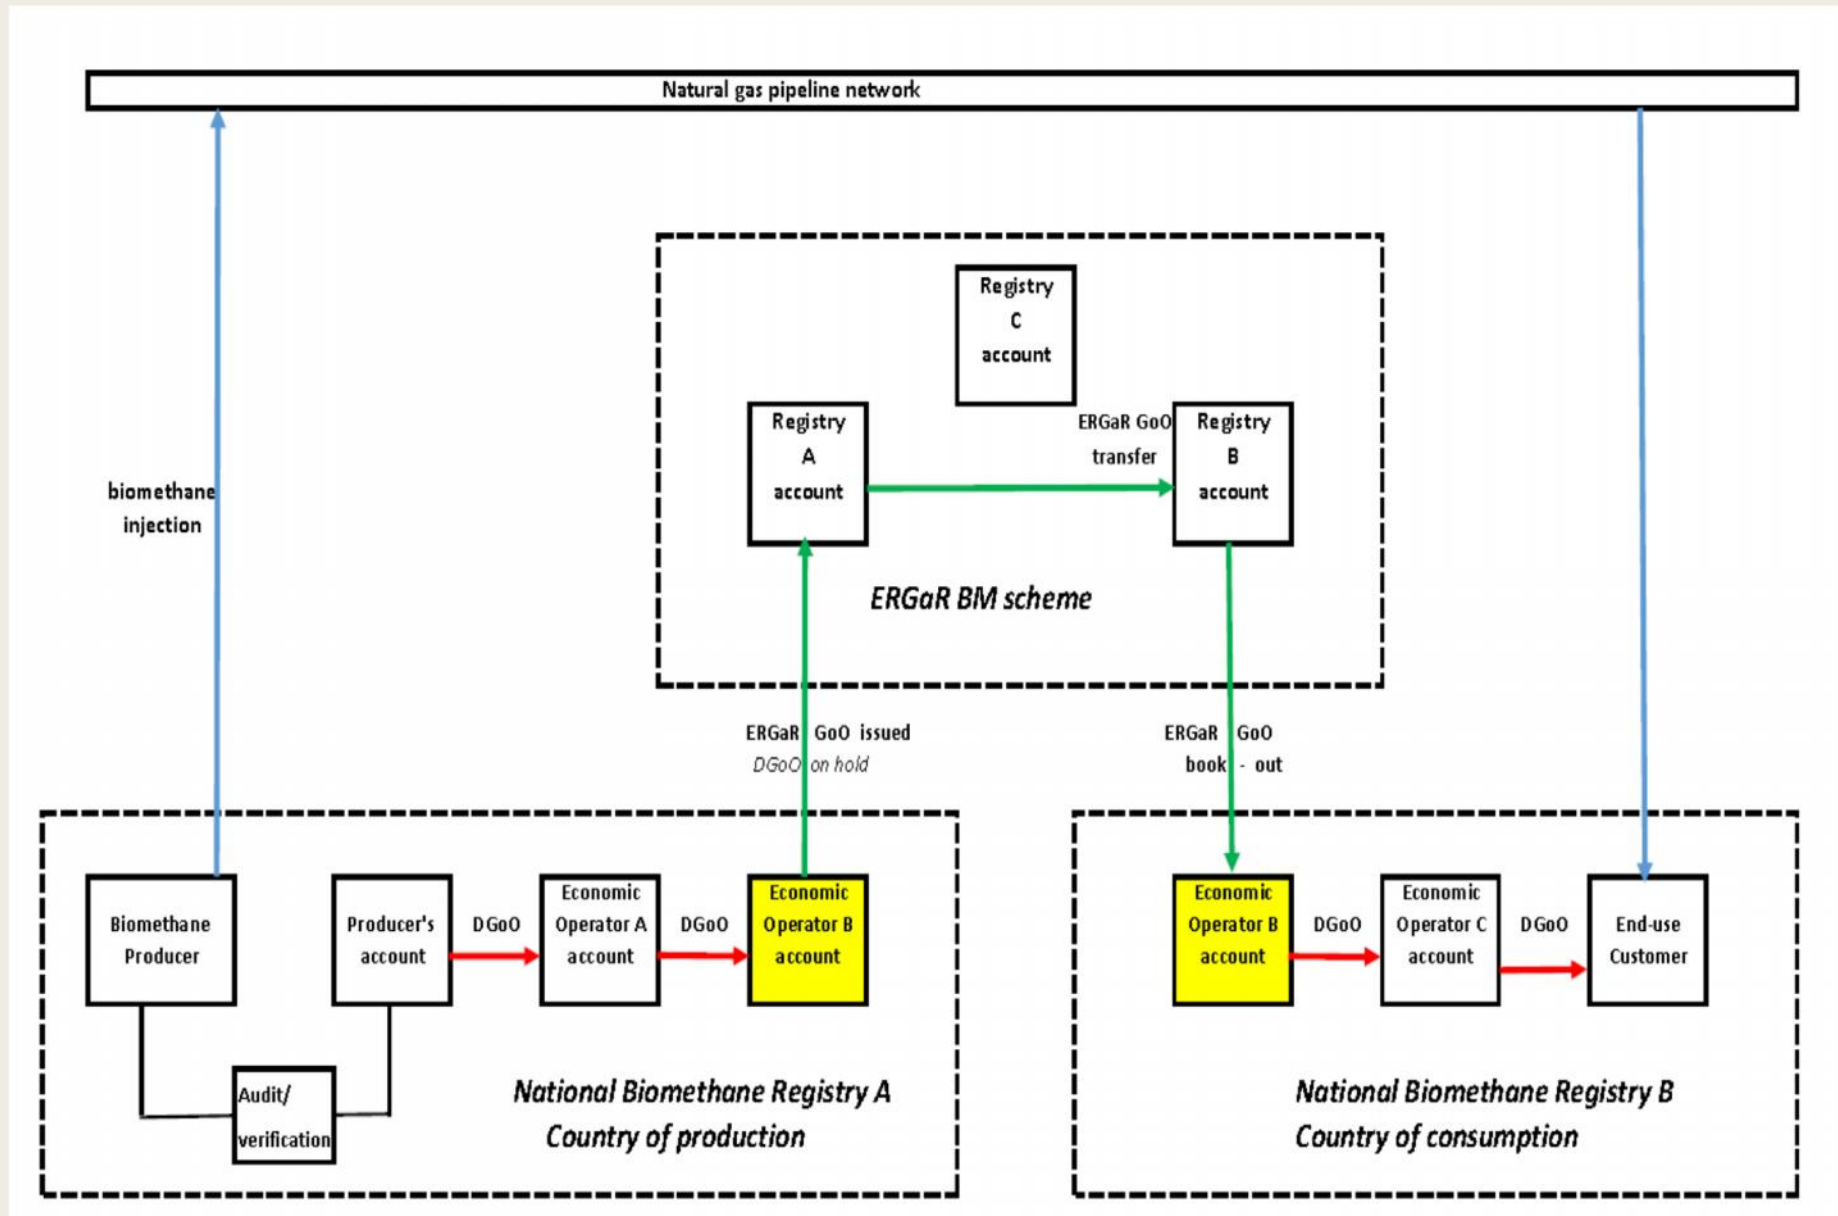 Natural gas pipeline network
Registry
C
account
Registry
A
account
ERGaR GoO
transfer
Registry
B
account
biomethane
injection
ERGaR BM scheme
ERGaR GoO issued
DGoO on hold
ERGaR GoO
book - out
Biomethane
Producer
Producer's
account
DGoO
Economic
Operator A
account
DGoO
Economic
Operator B
account
Economic
Operator B
account
DGoO
Economic
Operator C
account
DGoO
End-use
Customer
Audit/
verification
National Biomethane Registry A
Country of production
National Biomethane Registry B
Country of consumption